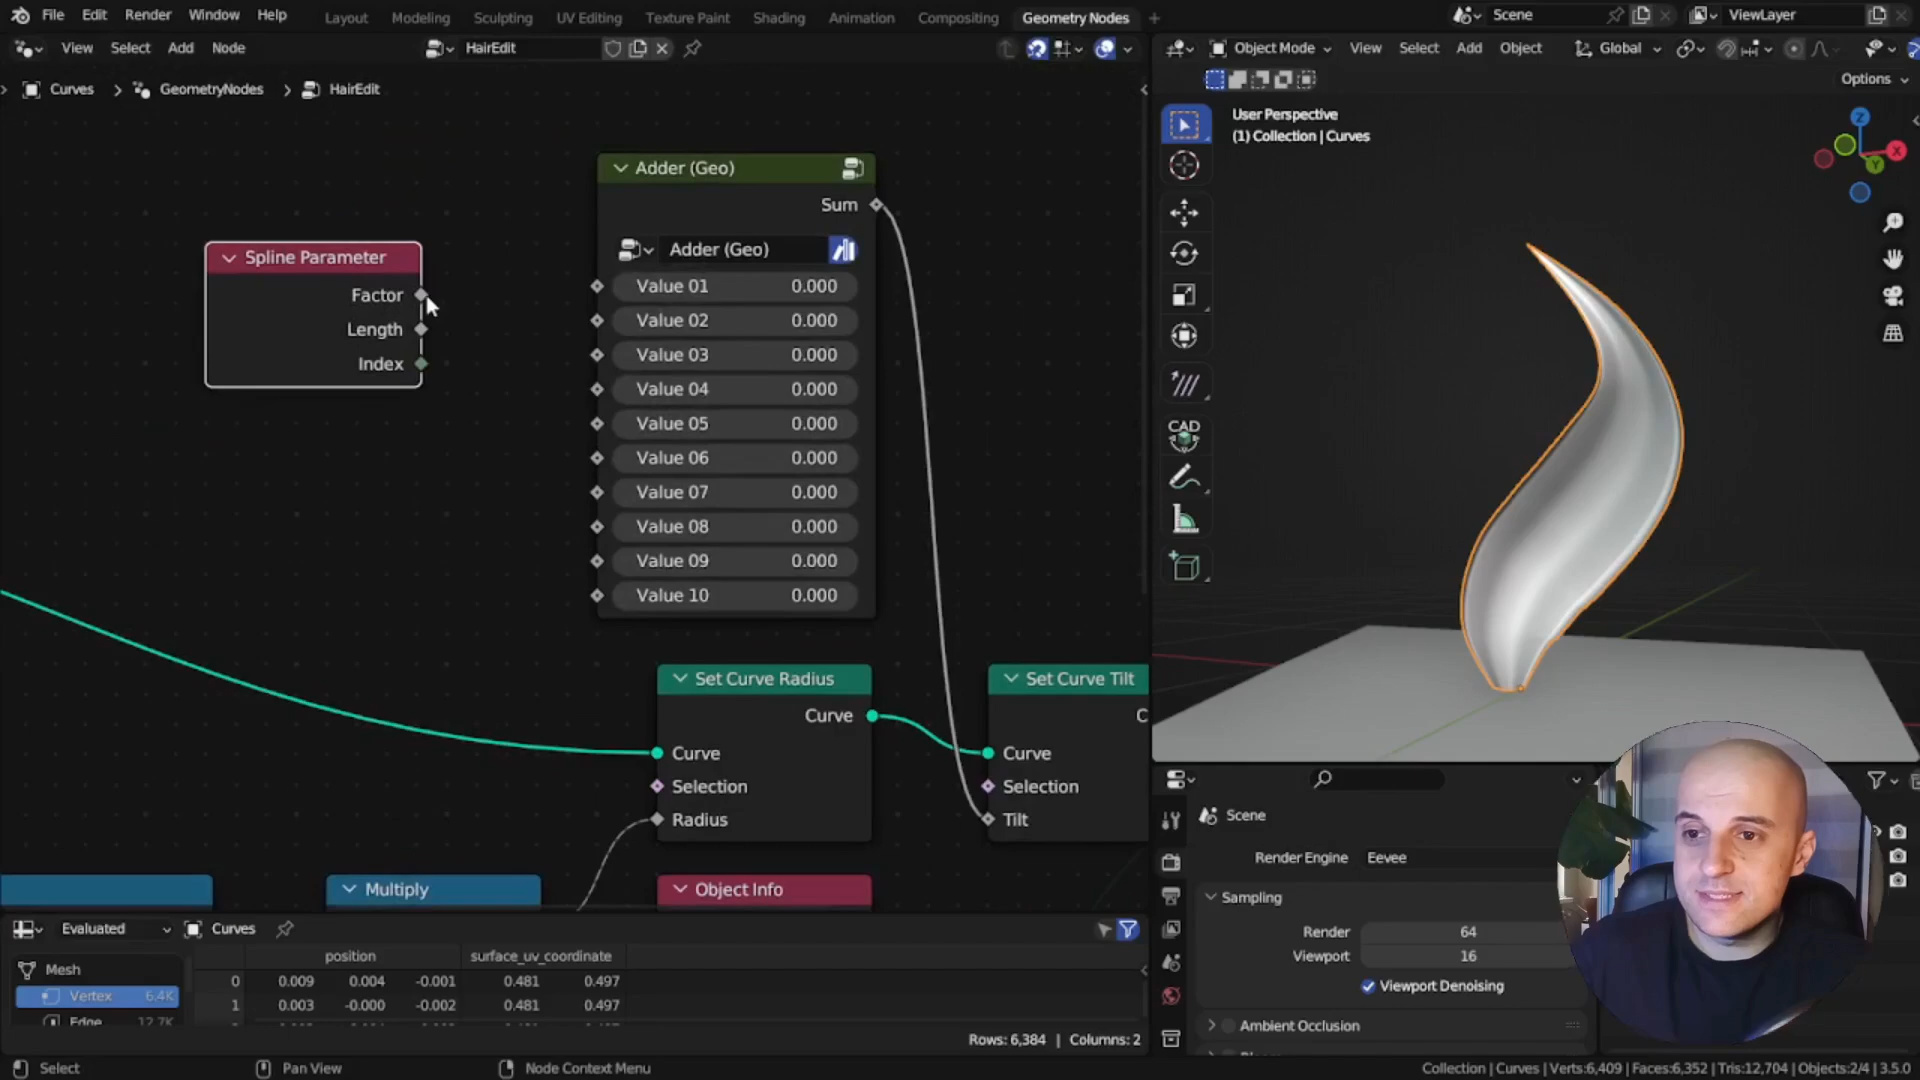 File Edit Render Window Help Layout Modeling Sculpting UV Editing Texture Paint Shading Animation Compositing Geometry Nodes + Scene ViewLayer
View Select Add Node HairEdit Object Mode View Select Add Object Global
Options
Curves > GeometryNodes > HairEdit
User Perspective
(1) Collection | Curves
Z
X
Y
Adder (Geo)
Sum
Adder (Geo)
Value 01 0.000
Value 02 0.000
Value 03 0.000
Value 04 0.000
Value 05 0.000
Value 06 0.000
Value 07 0.000
Value 08 0.000
Value 09 0.000
Value 10 0.000
Spline Parameter
Factor
Length
Index
CAD
Set Curve Radius
Curve
Curve
Selection
Radius
Set Curve Tilt
C
Curve
Selection
Tilt
Multiply
Object Info
Evaluated Curves
Mesh
Vertex 6.4K
Edge 12.7K
position surface_uv_coordinate
0 0.009 0.004 -0.001 0.481 0.497
1 0.003 -0.000 -0.002 0.481 0.497
Rows: 6,384 | Columns: 2
Scene
Render Engine Eevee
Sampling
Render 64
Viewport 16
Viewport Denoising
Ambient Occlusion
Select Pan View Node Context Menu Collection | Curves | Verts:6,409 | Faces:6,352 | Tris:12,704 | Objects:2/4 | 3.5.0